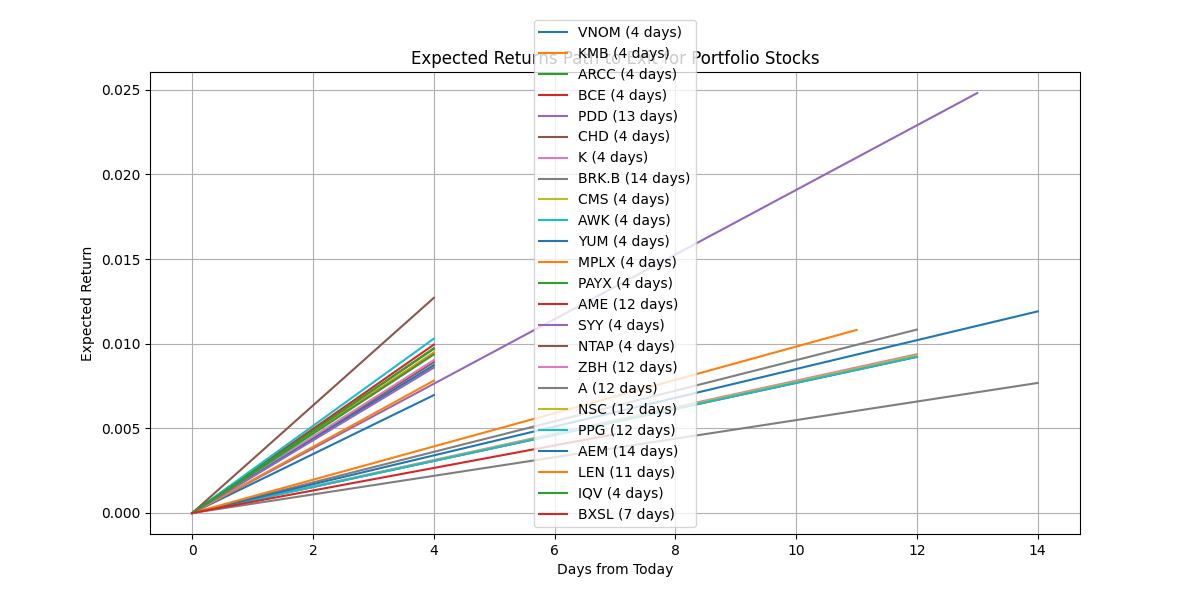 Expected Returns Path to Exit for Portfolio Stocks
VNOM (4 days)
KMB (4 days)
ARCC (4 days)
BCE (4 days)
PDD (13 days)
CHD (4 days)
K (4 days)
BRK.B (14 days)
CMS (4 days)
AWK (4 days)
YUM (4 days)
MPLX (4 days)
PAYX (4 days)
AME (12 days)
SYY (4 days)
NTAP (4 days)
ZBH (12 days)
A (12 days)
NSC (12 days)
PPG (12 days)
AEM (14 days)
LEN (11 days)
IQV (4 days)
BXSL (7 days)
Expected Return
0.025
0.020
0.015
0.010
0.005
0.000
0 2 4 6 8 10 12 14
Days from Today